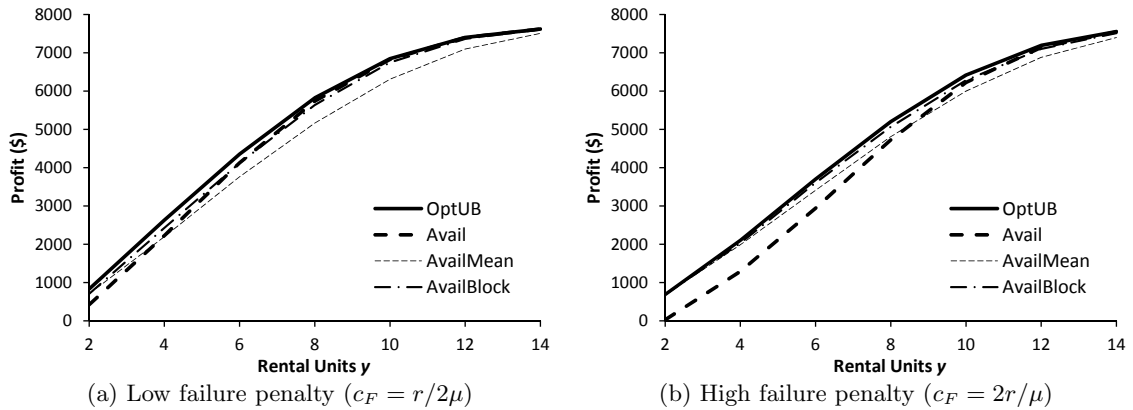 8000
7000
6000
5000
4000
3000
2000
1000
0
Profit ($)
OptUB
Avail
AvailMean
AvailBlock
2 4 6 8 10 12 14
Rental Units y
(a) Low failure penalty (c_F = r/2μ)
8000
7000
6000
5000
4000
3000
2000
1000
0
Profit ($)
OptUB
Avail
AvailMean
AvailBlock
2 4 6 8 10 12 14
Rental Units y
(b) High failure penalty (c_F = 2r/μ)